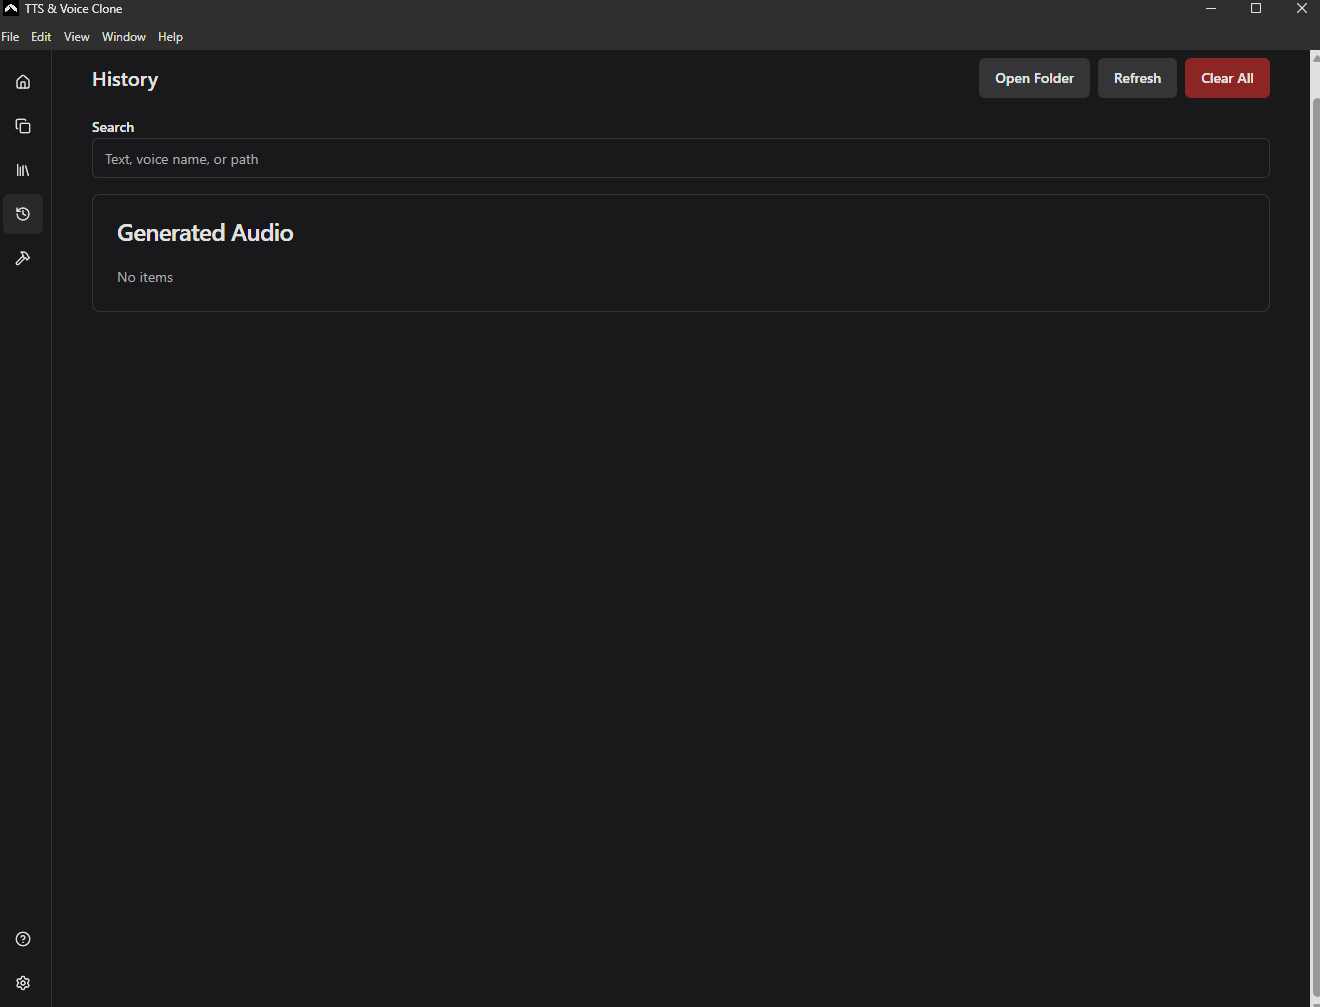 TTS & Voice Clone
File Edit View Window Help
History
Open Folder Refresh Clear All
Search
Text, voice name, or path
Generated Audio
No items